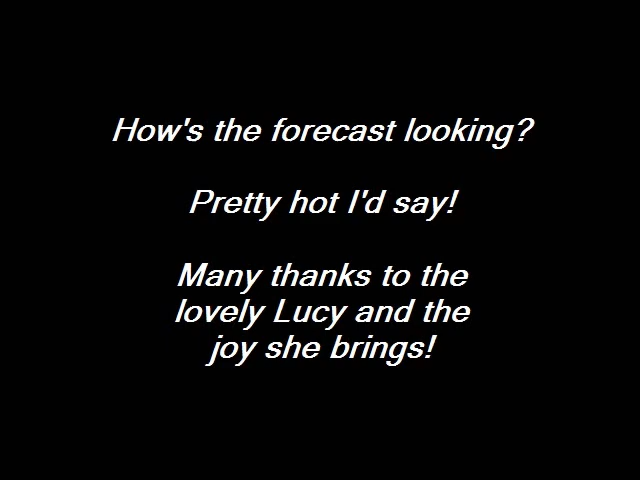 How's the forecast looking?
Pretty hot I'd say!
Many thanks to the
lovely Lucy and the
joy she brings!